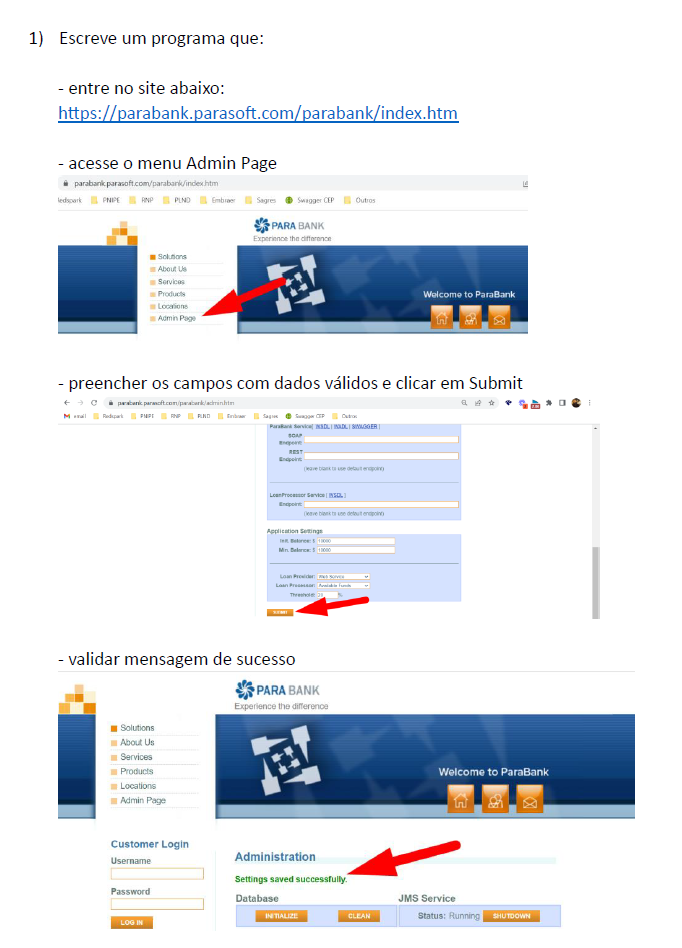 1) Escreve um programa que:
- entre no site abaixo:
https://parabank.parasoft.com/parabank/index.htm
- acesse o menu Admin Page
parabank.parasoft.com/parabank/index.htm
Redspark PNIPE RNP PLND Embraer Sagres Swagger CEP Outros
PARA BANK
Experience the difference
Solutions
About Us
Services
Products
Locations
Admin Page
Welcome to ParaBank
- preencher os campos com dados válidos e clicar em Submit
parabank.parasoft.com/parabank/admin.htm
email Redspark PNIPE RNP PLND Embraer Sagres Swagger CEP Outros
ParaBank Service[ WSDL | WADL | SWAGGER ]
SOAP
Endpoint:
REST
Endpoint:
(leave blank to use default endpoint)
LoanProcessor Service [ WSDL ]
Endpoint:
(leave blank to use default endpoint)
Application Settings
Init. Balance: $ 10000
Min. Balance: $ 10000
Loan Provider: Web Service
Loan Processor: Available Funds
Threshold: 20 %
SUBMIT
- validar mensagem de sucesso
PARA BANK
Experience the difference
Solutions
About Us
Services
Products
Locations
Admin Page
Welcome to ParaBank
Customer Login
Username
Password
LOG IN
Administration
Settings saved successfully.
Database JMS Service
INITIALIZE CLEAN Status: Running SHUTDOWN